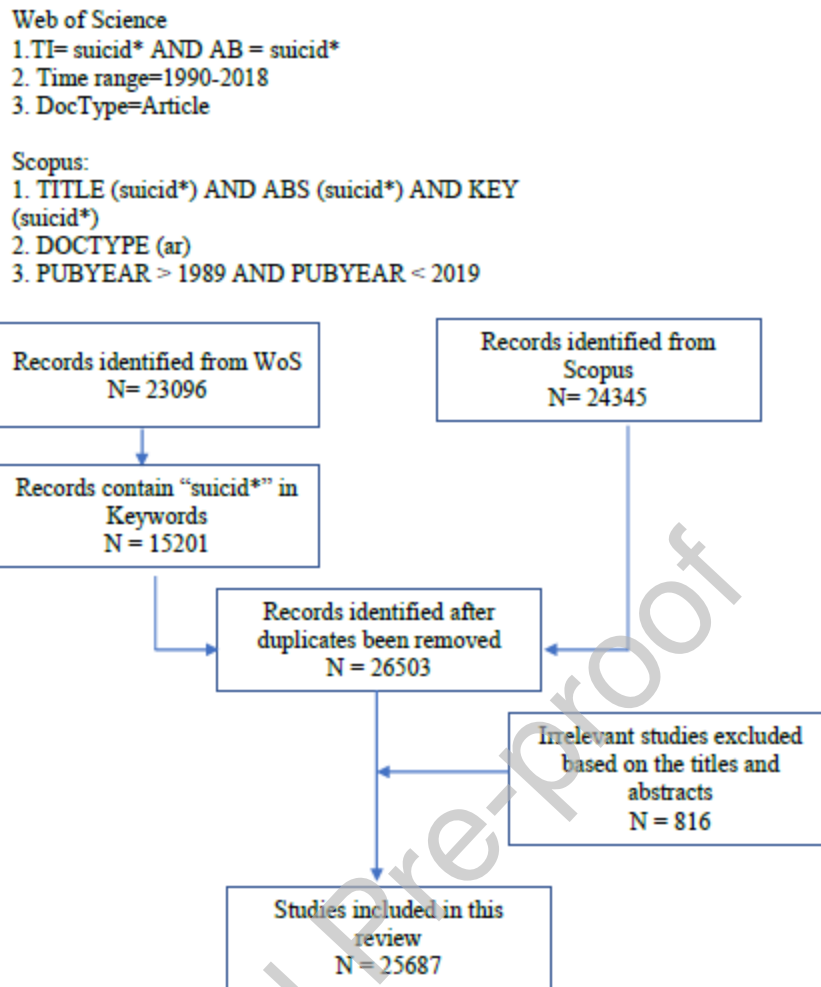 Web of Science
1.TI= suicid* AND AB = suicid*
2. Time range=1990-2018
3. DocType=Article
Scopus:
1. TITLE (suicid*) AND ABS (suicid*) AND KEY
(suicid*)
2. DOCTYPE (ar)
3. PUBYEAR > 1989 AND PUBYEAR < 2019
Records identified from WoS
N= 23096
Records identified from
Scopus
N= 24345
Records contain “suicid*” in
Keywords
N = 15201
Records identified after
duplicates been removed
N = 26503
Irrelevant studies excluded
based on the titles and
abstracts
N = 816
Studies included in this
review
N = 25687
Pre-proof